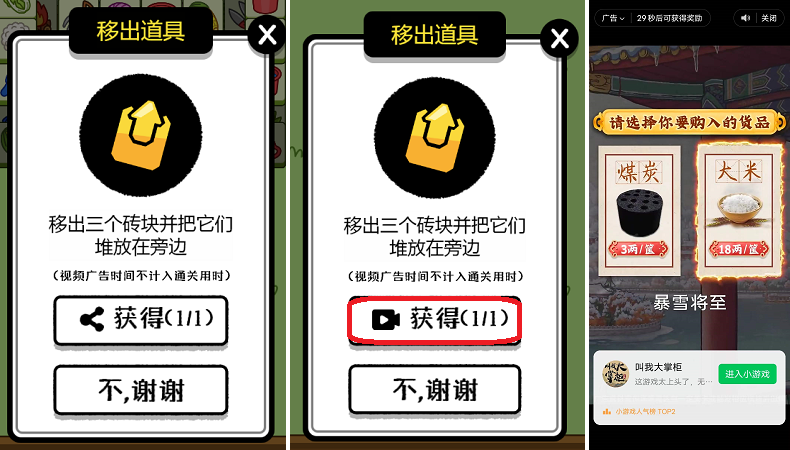 移出道具
移出三个砖块并把它们
堆放在旁边
(视频广告时间不计入通关用时)
获得(1/1)
不,谢谢
移出道具
移出三个砖块并把它们
堆放在旁边
(视频广告时间不计入通关用时)
获得(1/1)
不,谢谢
广告
29秒后可获得奖励
关闭
请选择你要购入的货品
煤炭
大米
3两/筐
18两/筐
暴雪将至
叫我大掌柜
这游戏太上头了，无…
进入小游戏
小游戏人气榜 TOP2